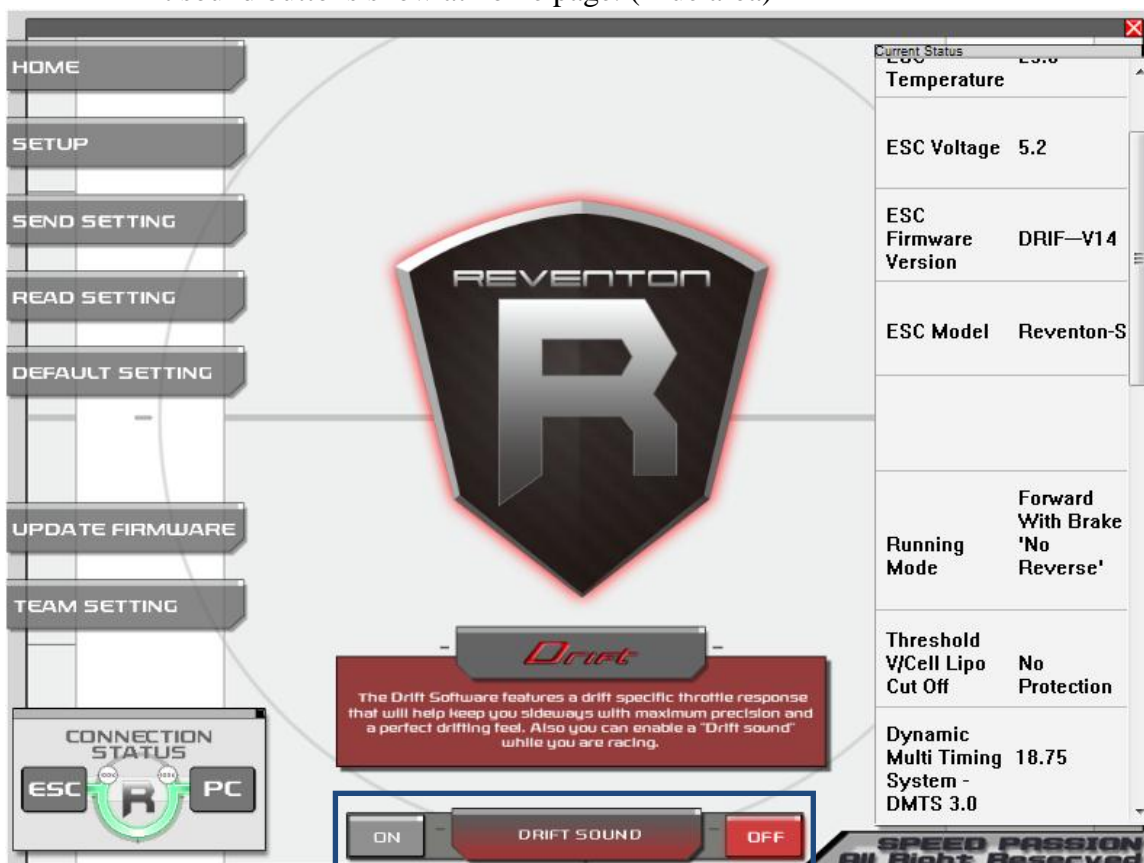 HOME
SETUP
SEND SETTING
READ SETTING
DEFAULT SETTING
UPDATE FIRMWARE
TEAM SETTING
CONNECTION
STATUS
ESC
R
PC
REVENTON
R
Drift
The Drift Software features a drift specific throttle response
that will help keep you sideways with maximum precision and
a perfect drifting feel. Also you can enable a "Drift sound"
while you are racing.
ON
DRIFT SOUND
OFF
Current Status
Temperature
ESC Voltage 5.2
ESC
Firmware
Version
DRIF—V14
ESC Model Reventon-S
Running
Mode
Forward
With Brake
'No
Reverse'
Threshold
V/Cell Lipo
Cut Off
No
Protection
Dynamic
Multi Timing
System -
DMTS 3.0
18.75
SPEED PASSION
All Right Reserved